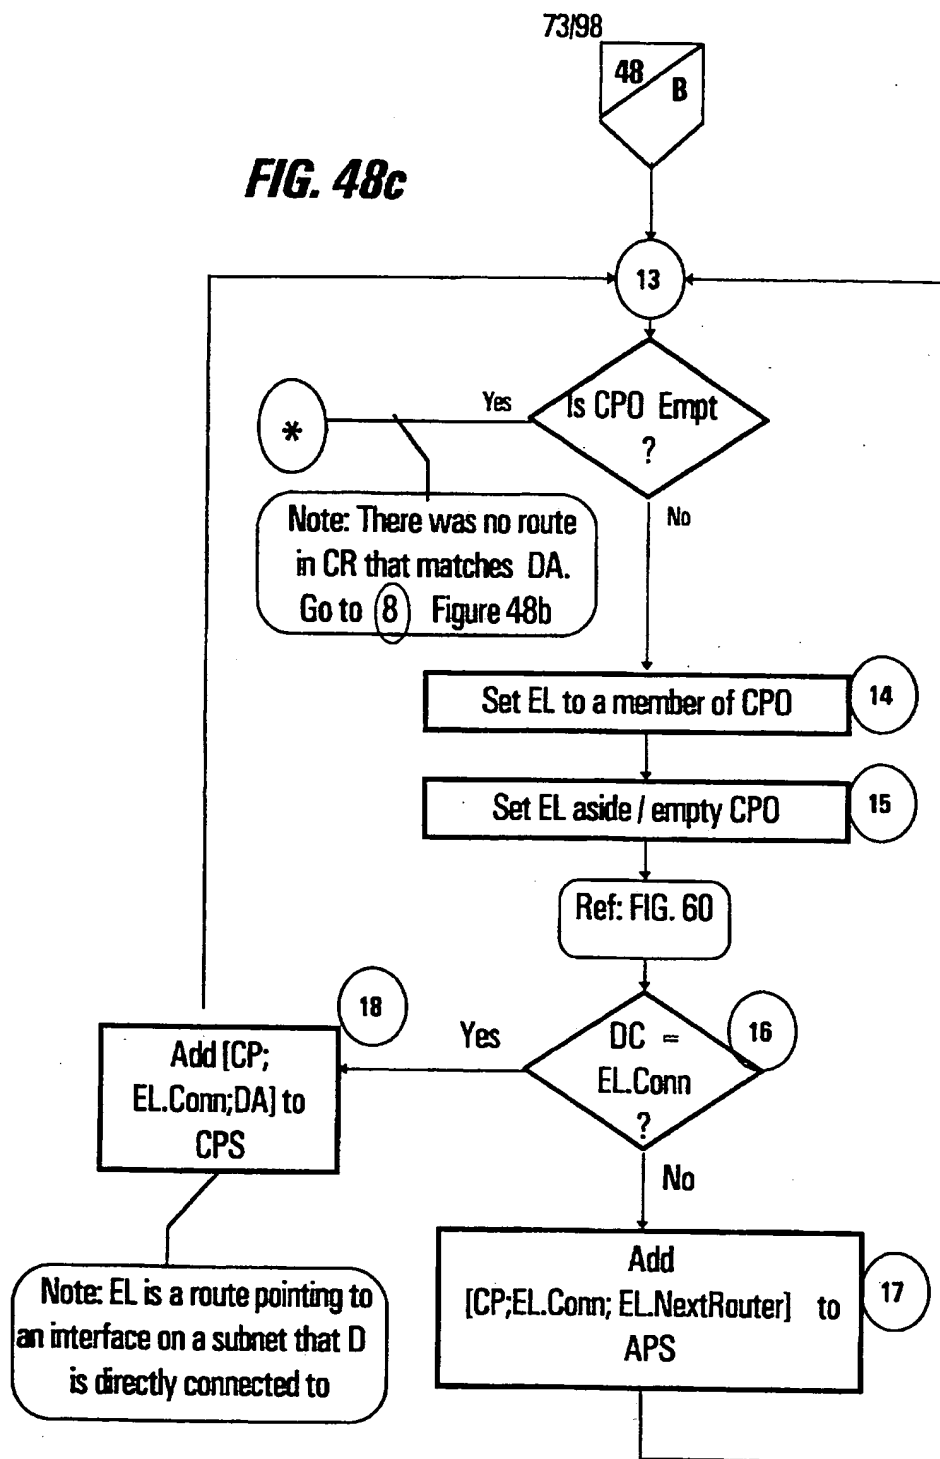 73/98
48
B
FIG. 48c
13
Is CPO Empt
?
Yes
*
No
Note: There was no route
in CR that matches DA.
Go to 8 Figure 48b
Set EL to a member of CPO
14
Set EL aside / empty CPO
15
Ref: FIG. 60
DC =
EL.Conn
?
16
Yes
18
Add [CP;
EL.Conn;DA] to
CPS
No
Note: EL is a route pointing to
an interface on a subnet that D
is directly connected to
Add
[CP;EL.Conn; EL.NextRouter] to
APS
17